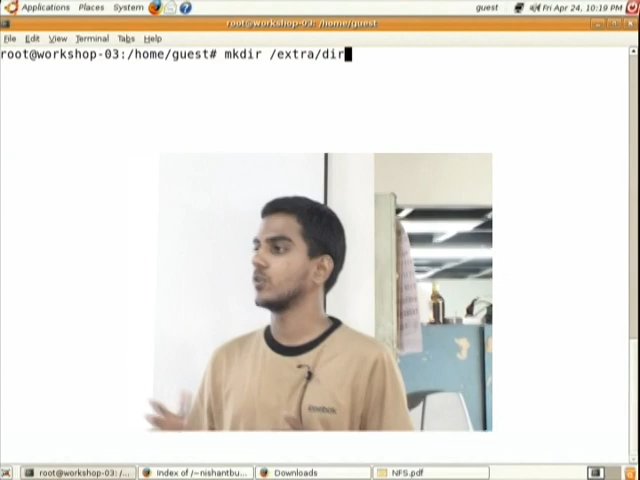 Applications Places System guest Fri Apr 24, 10:19 PM
root@workshop-03: /home/guest
File Edit View Terminal Tabs Help
root@workshop-03:/home/guest# mkdir /extra/dir
Reebok
root@workshop-03: /... Index of /~nishantbu... Downloads NFS.pdf